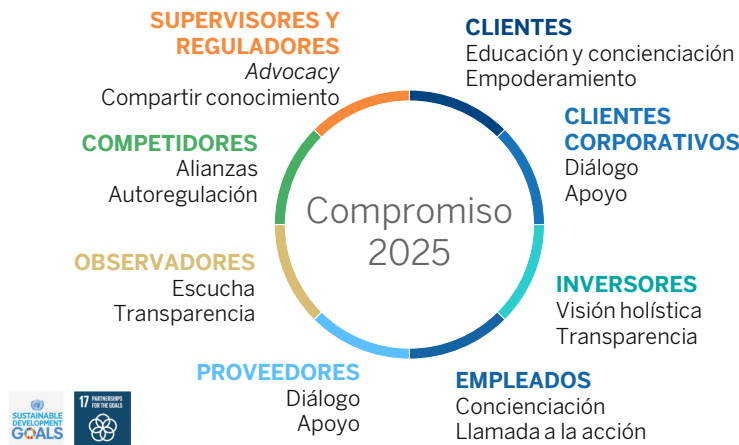 SUPERVISORES Y
REGULADORES
Advocacy
Compartir conocimiento
CLIENTES
Educación y concienciación
Empoderamiento
COMPETIDORES
Alianzas
Autoregulación
CLIENTES
CORPORATIVOS
Diálogo
Apoyo
Compromiso
2025
OBSERVADORES
Escucha
Transparencia
INVERSORES
Visión holística
Transparencia
PROVEEDORES
Diálogo
Apoyo
EMPLEADOS
Concienciación
Llamada a la acción
SUSTAINABLE
DEVELOPMENT
GOALS
17 PARTNERSHIPS
FOR THE GOALS